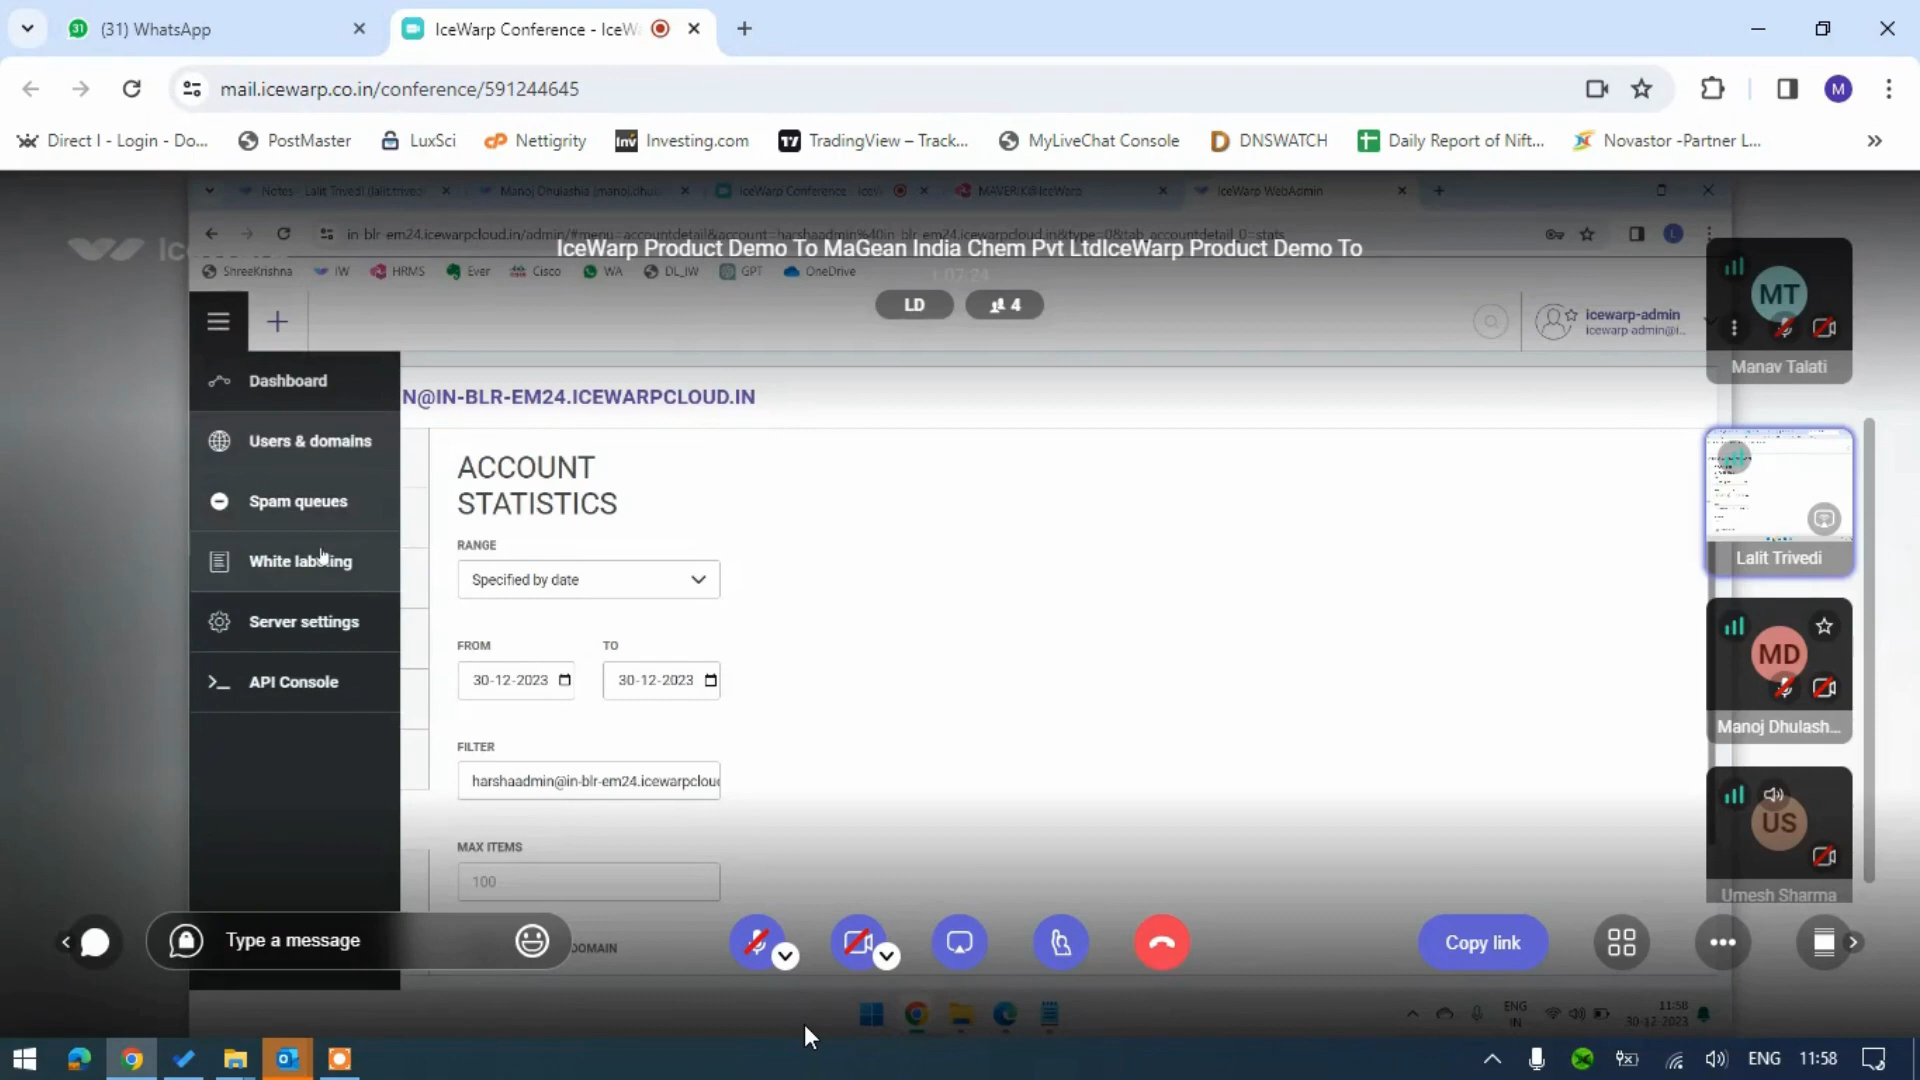 31
(31) WhatsApp
IceWarp Conference - IceW
mail.icewarp.co.in/conference/591244645
M
Direct I - Login - Do...
PostMaster
LuxSci
cP Nettigrity
Inv Investing.com
TradingView – Track...
MyLiveChat Console
D DNSWATCH
Daily Report of Nift...
Novastor -Partner L...
Notes - Lalit Trivedi (lalit.trivec
Manoj Dhulashia (manoj.dhul
IceWarp Conference - IceW
MAVERIK@IceWarp
IceWarp WebAdmin
in-blr-em24.icewarpcloud.in/admin/#menu=accountdetail&account=harshaadmin%40in_blr_em24.icewarpcloud.in&type=0&tab_accountdetail_0=stats
L
IceWarp Product Demo To MaGean India Chem Pvt LtdIceWarp Product Demo To
1:07:24
ShreeKrishna
IW
HRMS
Ever
Cisco
WA
DL_IW
GPT
OneDrive
LD
4
icewarp-admin
icewarp-admin@i...
Dashboard
Users & domains
Spam queues
White labeling
Server settings
API Console
N@IN-BLR-EM24.ICEWARPCLOUD.IN
ACCOUNT
STATISTICS
RANGE
Specified by date
FROM
TO
30-12-2023
30-12-2023
FILTER
harshaadmin@in-blr-em24.icewarpclou
MAX ITEMS
100
DOMAIN
MT
Manav Talati
Lalit Trivedi
MD
Manoj Dhulash...
US
Umesh Sharma
Type a message
Copy link
ENG
IN
11:58
30-12-2023
ENG
11:58